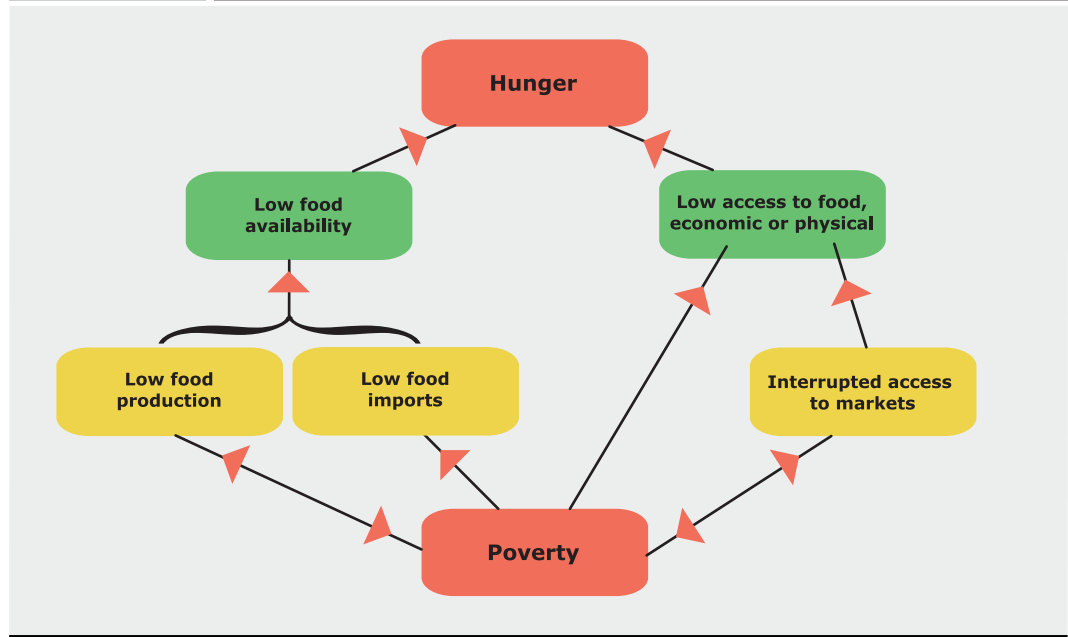 Hunger
Low food
availability
Low access to food,
economic or physical
Low food
production
Low food
imports
Interrupted access
to markets
Poverty